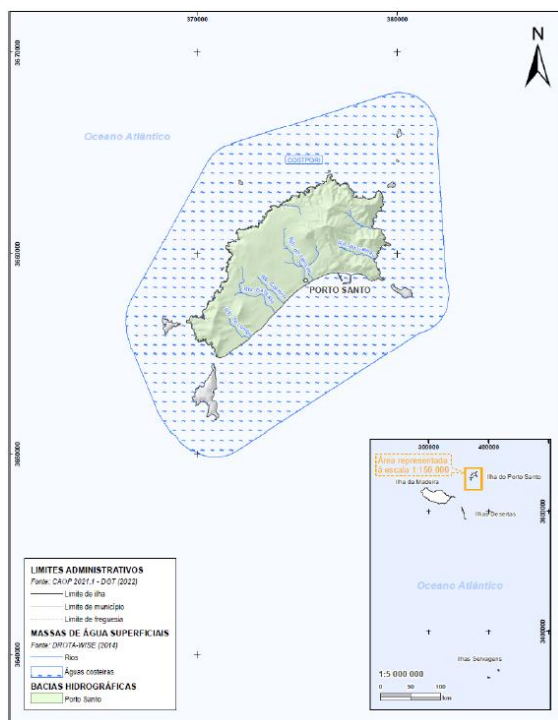 370000
380000
3670000
N
Oceano Atlântico
COSTPORI
PORTO SANTO
Área representada
à escala 1:150 000
300000
400000
Ilha do Porto Santo
Ilha da Madeira
Ilhas Desertas
Oceano Atlântico
Ilhas Selvagens
1:5 000 000
0 50 100
km
LIMITES ADMINISTRATIVOS
Fonte: CAOP 2021.1 - DGT (2022)
Limite de ilha
Limite de município
Limite de freguesia
MASSAS DE ÁGUA SUPERFICIAIS
Fonte: DROTA-WISE (2014)
Rios
Águas costeiras
BACIAS HIDROGRÁFICAS
Porto Santo
3640000